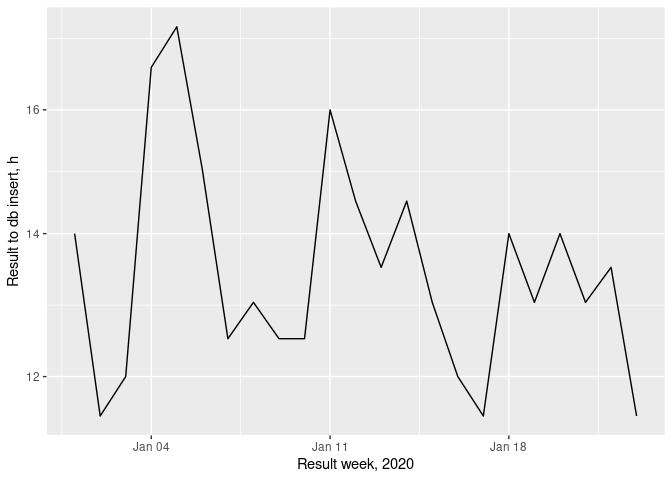 Result to db insert, h
16
14
12
Jan 04 Jan 11 Jan 18
Result week, 2020